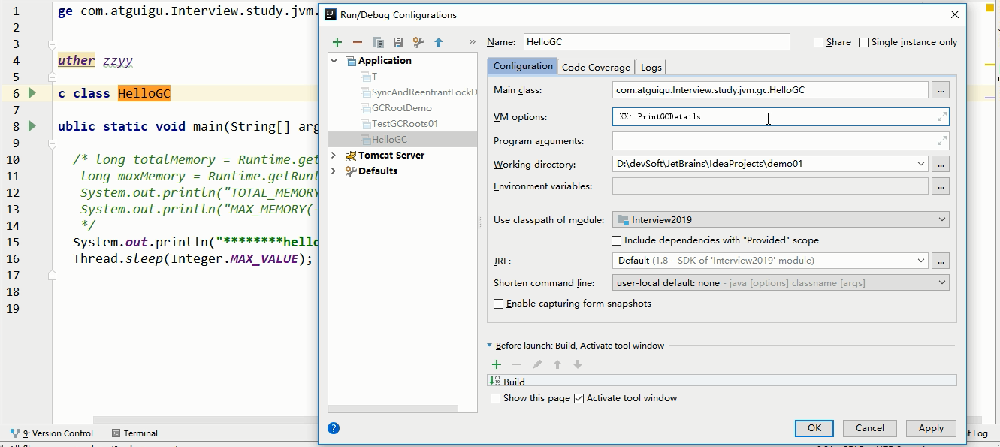 Run/Debug Configurations
Name: HelloGC
Share
Single instance only
Application
T
SyncAndReentrantLockD
GCRootDemo
TestGCRoots01
HelloGC
Tomcat Server
Defaults
Configuration
Code Coverage
Logs
Main class: com.atguigu.Interview.study.jvm.gc.HelloGC
VM options: -XX:+PrintGCDetails
Program arguments:
Working directory: D:\devSoft\JetBrains\IdeaProjects\demo01
Environment variables:
Use classpath of module: Interview2019
Include dependencies with "Provided" scope
JRE: Default (1.8 - SDK of 'Interview2019' module)
Shorten command line: user-local default: none - java [options] classname [args]
Enable capturing form snapshots
Before launch: Build, Activate tool window
Build
Show this page
Activate tool window
OK
Cancel
Apply
1 ge com.atguigu.Interview.study.jvm.
2
3
4 uther zzyy
5
6 c class HelloGC
7
8 ublic static void main(String[] arg
9
10 /* long totalMemory = Runtime.get
11 long maxMemory = Runtime.getRunt
12 System.out.println("TOTAL_MEMORY
13 System.out.println("MAX_MEMORY(-
14 */
15 System.out.println("********hello
16 Thread.sleep(Integer.MAX_VALUE);
17
18
19
9: Version Control
Terminal
t Log